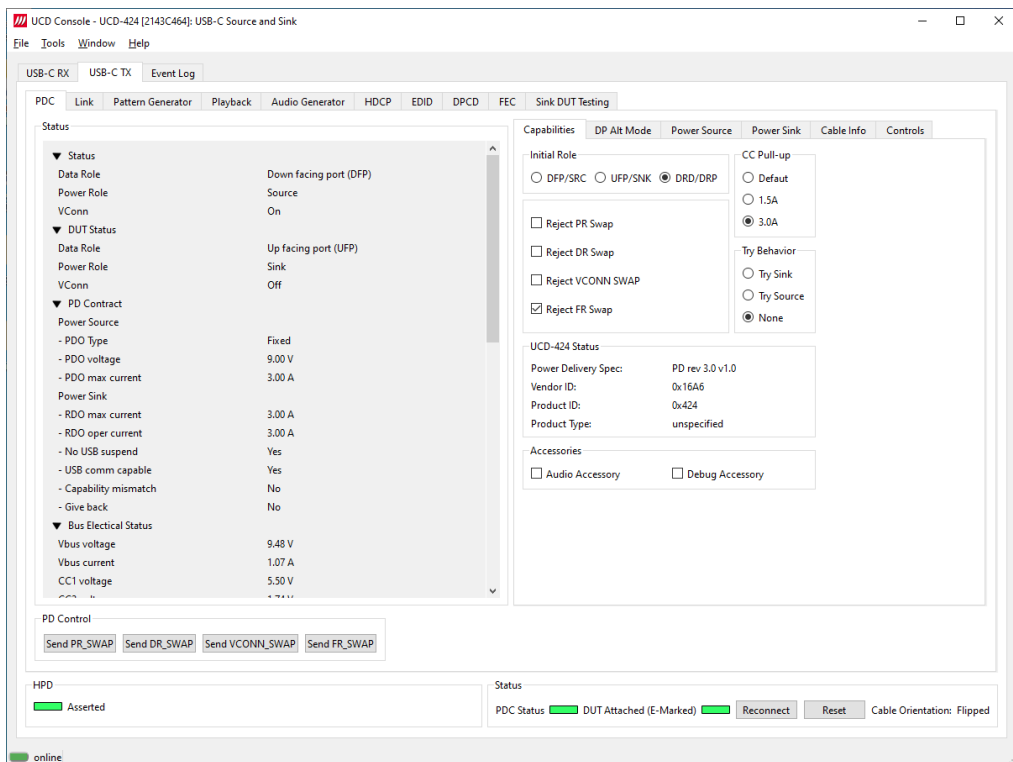 UCD Console - UCD-424 [2143C464]: USB-C Source and Sink
File Tools Window Help
USB-C RX USB-C TX Event Log
PDC Link Pattern Generator Playback Audio Generator HDCP EDID DPCD FEC Sink DUT Testing
Status
Status
Data Role Down facing port (DFP)
Power Role Source
VConn On
DUT Status
Data Role Up facing port (UFP)
Power Role Sink
VConn Off
PD Contract
Power Source
- PDO Type Fixed
- PDO voltage 9.00 V
- PDO max current 3.00 A
Power Sink
- RDO max current 3.00 A
- RDO oper current 3.00 A
- No USB suspend Yes
- USB comm capable Yes
- Capability mismatch No
- Give back No
Bus Electical Status
Vbus voltage 9.48 V
Vbus current 1.07 A
CC1 voltage 5.50 V
Capabilities DP Alt Mode Power Source Power Sink Cable Info Controls
Initial Role
DFP/SRC UFP/SNK DRD/DRP
CC Pull-up
Defaut
1.5A
3.0A
Reject PR Swap
Reject DR Swap
Reject VCONN SWAP
Reject FR Swap
Try Behavior
Try Sink
Try Source
None
UCD-424 Status
Power Delivery Spec: PD rev 3.0 v1.0
Vendor ID: 0x16A6
Product ID: 0x424
Product Type: unspecified
Accessories
Audio Accessory Debug Accessory
PD Control
Send PR_SWAP Send DR_SWAP Send VCONN_SWAP Send FR_SWAP
HPD
Asserted
Status
PDC Status DUT Attached (E-Marked) Reconnect Reset Cable Orientation: Flipped
online